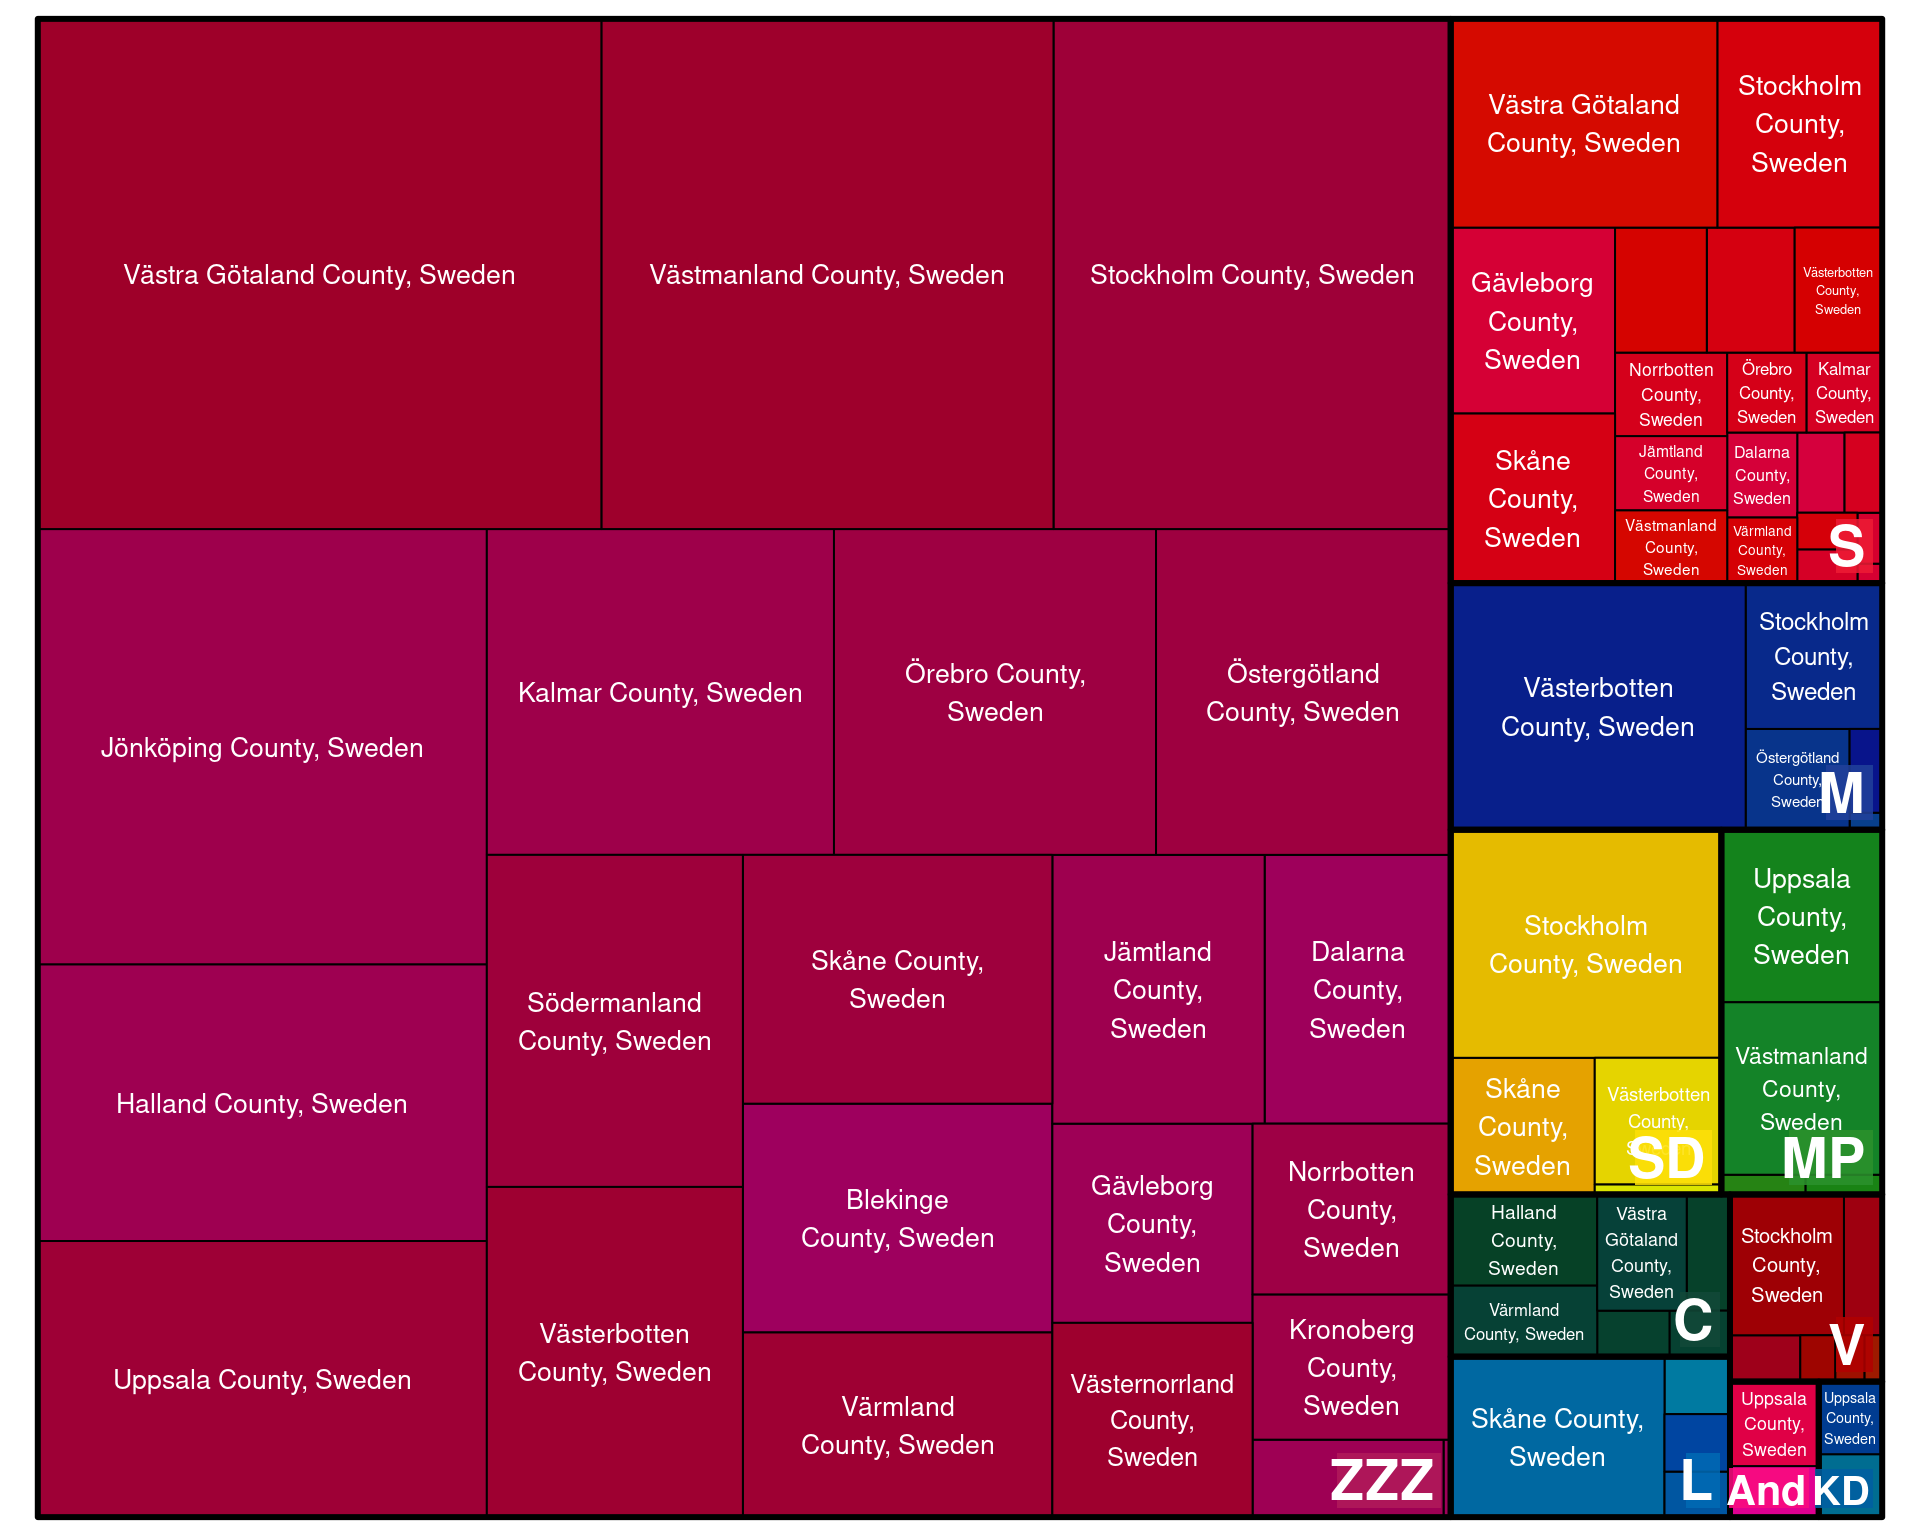 Västra Götaland County, Sweden
Västmanland County, Sweden
Stockholm County, Sweden
Jönköping County, Sweden
Kalmar County, Sweden
Örebro County,
Sweden
Östergötland
County, Sweden
Halland County, Sweden
Uppsala County, Sweden
Södermanland
County, Sweden
Västerbotten
County, Sweden
Skåne County,
Sweden
Blekinge
County, Sweden
Värmland
County, Sweden
Jämtland
County,
Sweden
Dalarna
County,
Sweden
Gävleborg
County,
Sweden
Västernorrland
County,
Sweden
Norrbotten
County,
Sweden
Kronoberg
County,
Sweden
ZZZ
Västra Götaland
County, Sweden
Stockholm
County,
Sweden
Gävleborg
County,
Sweden
Skåne
County,
Sweden
Västerbotten
County,
Sweden
Norrbotten
County,
Sweden
Örebro
County,
Sweden
Kalmar
County,
Sweden
Jämtland
County,
Sweden
Dalarna
County,
Sweden
Västmanland
County,
Sweden
Värmland
County,
Sweden
S
Västerbotten
County, Sweden
Stockholm
County,
Sweden
Östergötland
County,
Sweden
M
Stockholm
County, Sweden
Skåne
County,
Sweden
Västerbotten
County,
SD
Uppsala
County,
Sweden
Västmanland
County,
Sweden
MP
Halland
County,
Sweden
Västra
Götaland
County,
Sweden
Värmland
County, Sweden
C
Stockholm
County,
Sweden
V
Skåne County,
Sweden
L
Uppsala
County,
Sweden
And
Uppsala
County,
Sweden
KD